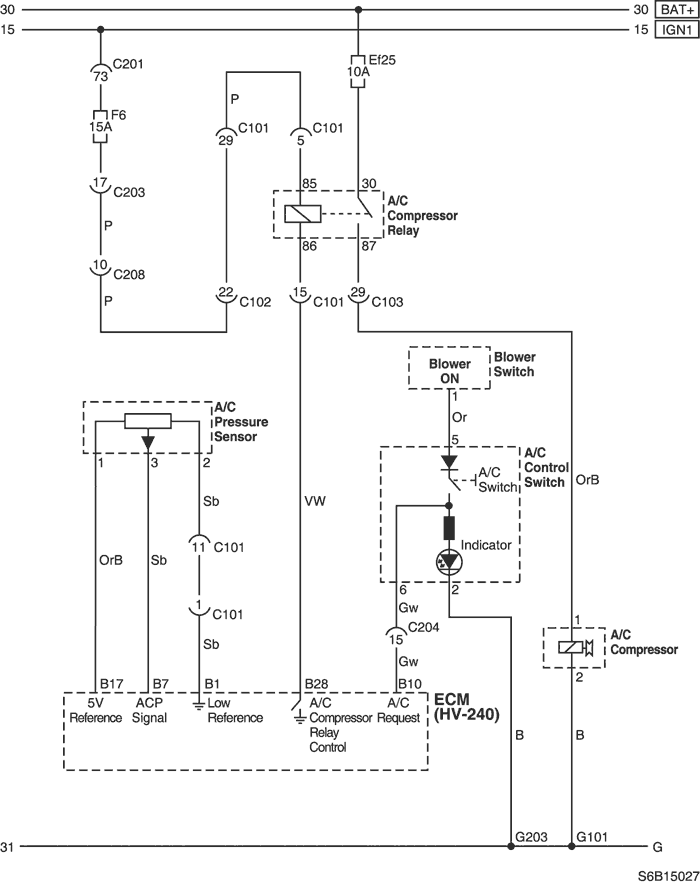 30
30 BAT+
15
15 IGN1
C201
73
Ef25
10A
F6
15A
P
C101
29
C101
5
17
C203
85
30
A/C
Compressor
Relay
P
86
87
10
C208
P
22
C102
15
C101
29
C103
Blower
ON
Blower
Switch
1
Or
A/C
Pressure
Sensor
5
1
3
2
A/C
Control
Switch
A/C
Switch
OrB
Sb
VW
11
C101
Indicator
OrB
Sb
6
2
1
C101
Gw
C204
15
1
A/C
Compressor
Sb
Gw
2
B17
B7
B1
B28
B10
ECM
(HV-240)
5V
Reference
ACP
Signal
Low
Reference
A/C
Compressor
Relay
Control
A/C
Request
B
B
G203
G101
31
G
S6B15027